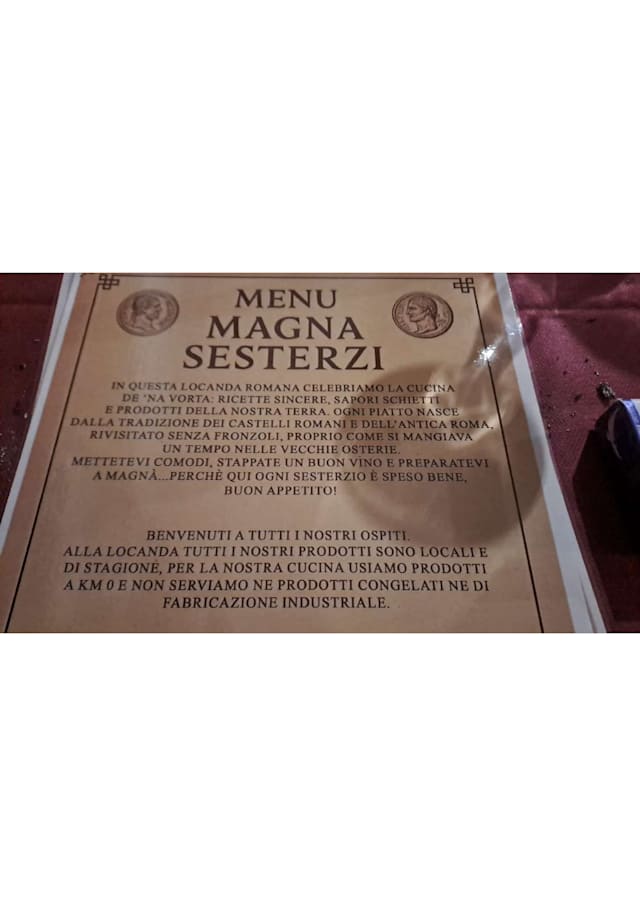 MENU
MAGNA
SESTERZI
IN QUESTA LOCANDA ROMANA CELEBRIAMO LA CUCINA
DE 'NA VORTA: RICETTE SINCERE, SAPORI SCHIETTI
E PRODOTTI DELLA NOSTRA TERRA. OGNI PIATTO NASCE
DALLA TRADIZIONE DEI CASTELLI ROMANI E DELL'ANTICA ROMA,
RIVISITATO SENZA FRONZOLI, PROPRIO COME SI MANGIAVA
UN TEMPO NELLE VECCHIE OSTERIE.
METTETEVI COMODI, STAPPATE UN BUON VINO E PREPARATEVI
A MAGNÀ...PERCHÈ QUI OGNI SESTERZIO È SPESO BENE,
BUON APPETITO!
BENVENUTI A TUTTI I NOSTRI OSPITI.
ALLA LOCANDA TUTTI I NOSTRI PRODOTTI SONO LOCALI E
DI STAGIONE, PER LA NOSTRA CUCINA USIAMO PRODOTTI
A KM 0 E NON SERVIAMO NE PRODOTTI CONGELATI NE DI
FABRICAZIONE INDUSTRIALE.